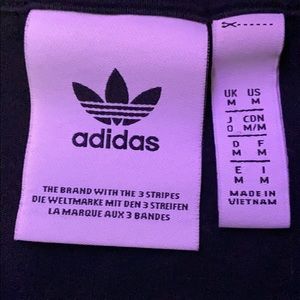 adidas
THE BRAND WITH THE 3 STRIPES
DIE WELTMARKE MIT DEN 3 STREIFEN
LA MARQUE AUX 3 BANDES
UK US
M M
J CDN
O M/M
D F
M M
E I
M M
MADE IN
VIETNAM